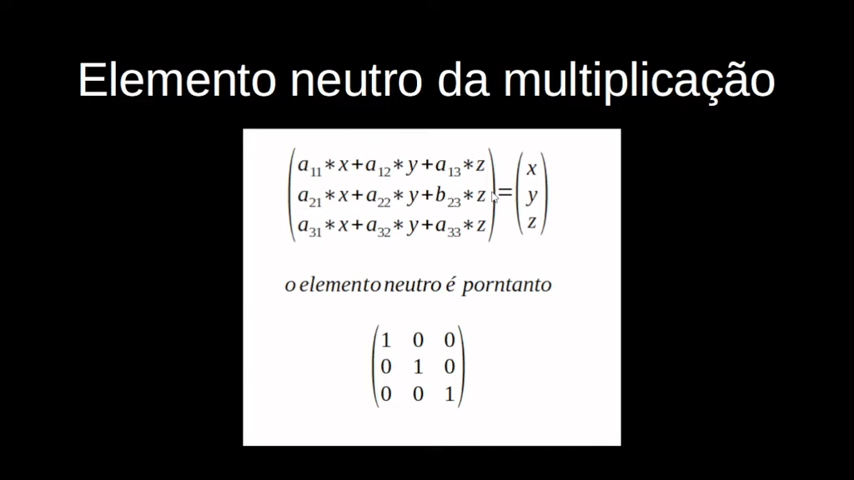 Elemento neutro da multiplicação
a₁₁∗x+a₁₂∗y+a₁₃∗z
a₂₁∗x+a₂₂∗y+b₂₃∗z = x y z
a₃₁∗x+a₃₂∗y+a₃₃∗z
o elemento neutro é porntanto
1 0 0
0 1 0
0 0 1